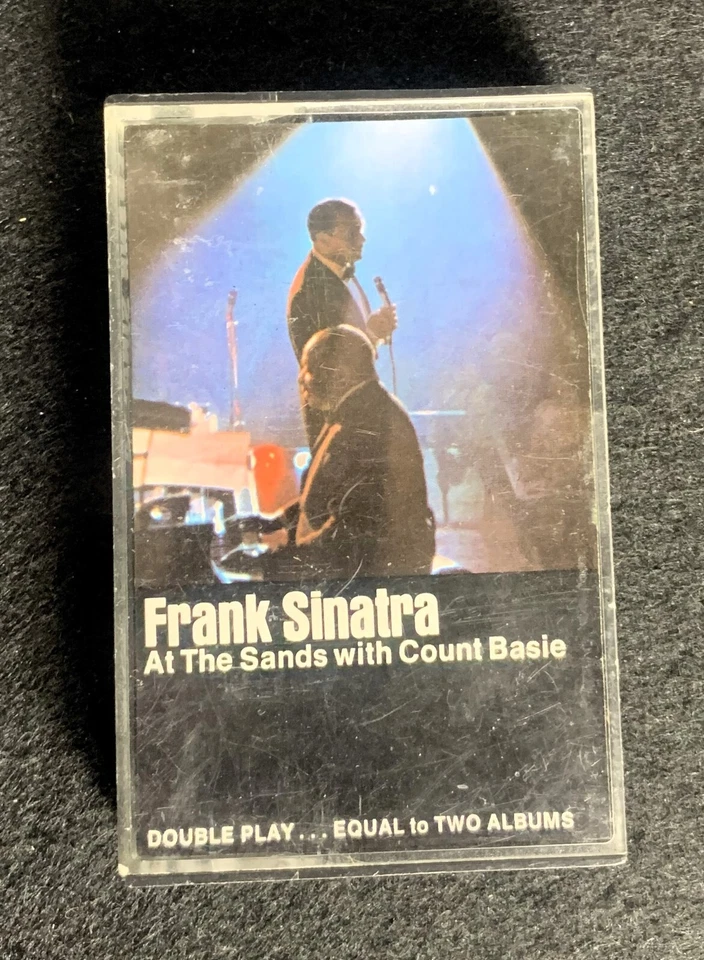 Frank Sinatra
At The Sands with Count Basie
DOUBLE PLAY... EQUAL to TWO ALBUMS